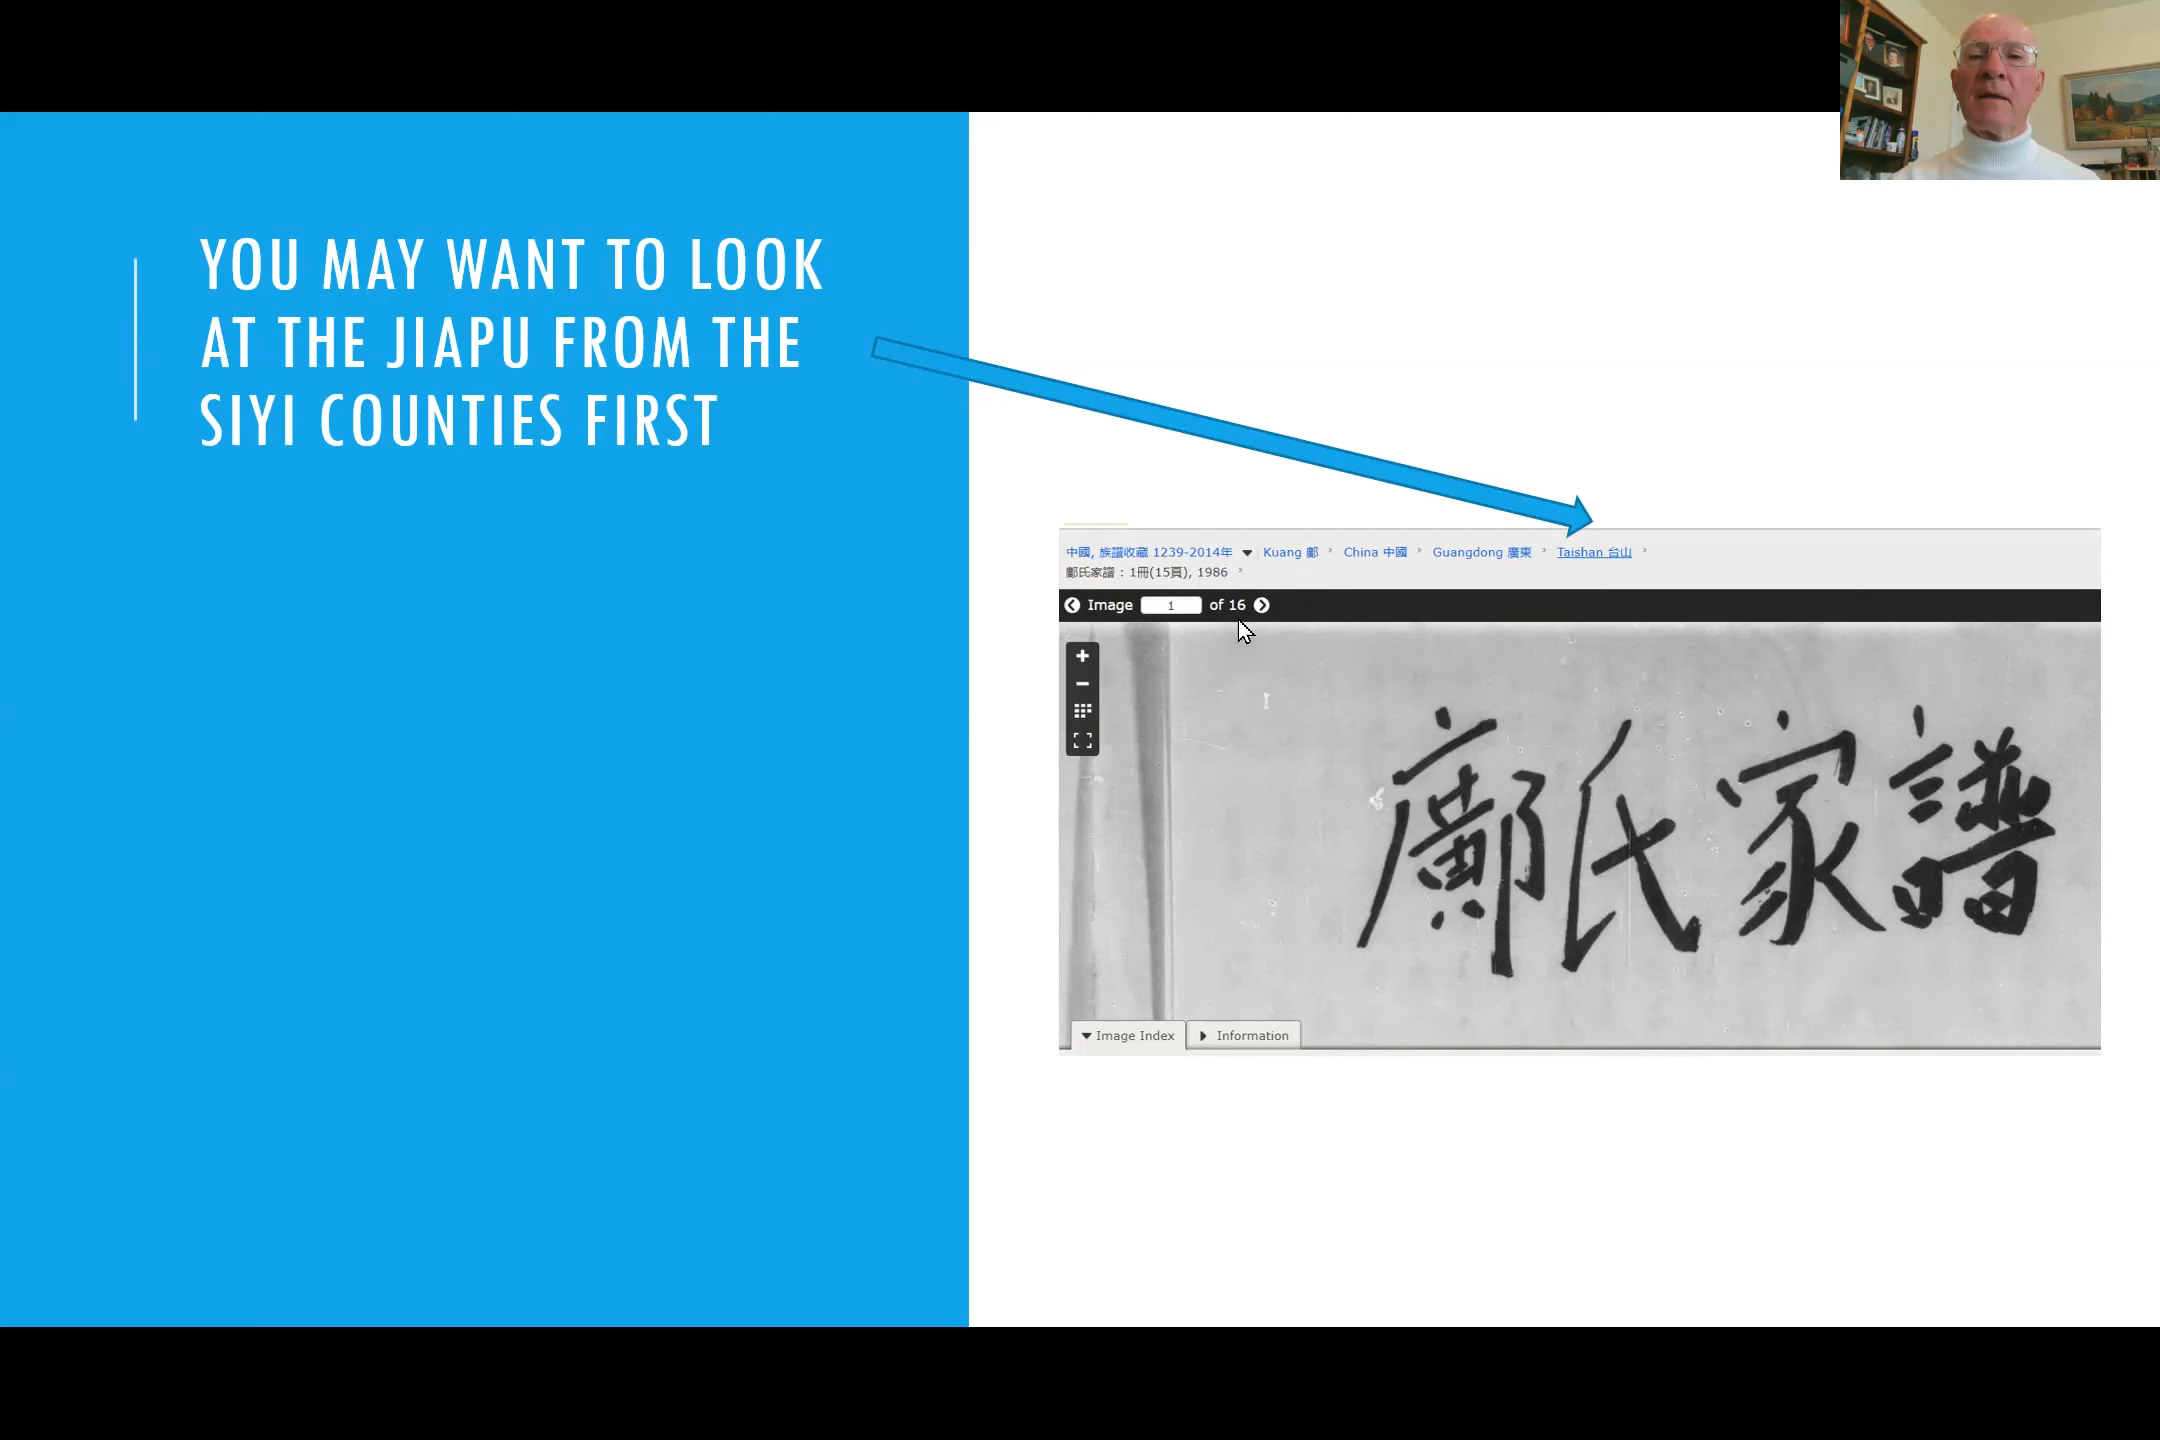 YOU MAY WANT TO LOOK
AT THE JIAPU FROM THE
SIYI COUNTIES FIRST
中國, 族譜收藏 1239-2014年 Kuang 鄺 › China 中國 › Guangdong 廣東 › Taishan 台山 ›
鄺氏家譜 : 1冊(15頁), 1986 ›
Image 1 of 16
鄺氏家譜
Image Index Information